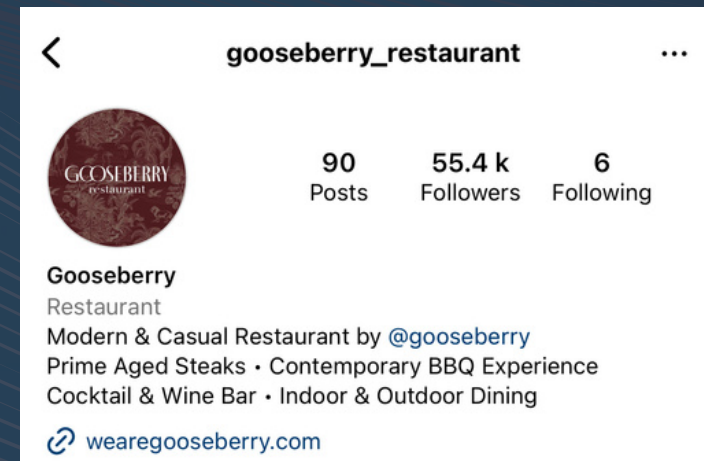 gooseberry_restaurant
GOOSEBERRY
restaurant
90
55.4 k
6
Posts
Followers
Following
Gooseberry
Restaurant
Modern & Casual Restaurant by @gooseberry
Prime Aged Steaks • Contemporary BBQ Experience
Cocktail & Wine Bar • Indoor & Outdoor Dining
wearegooseberry.com